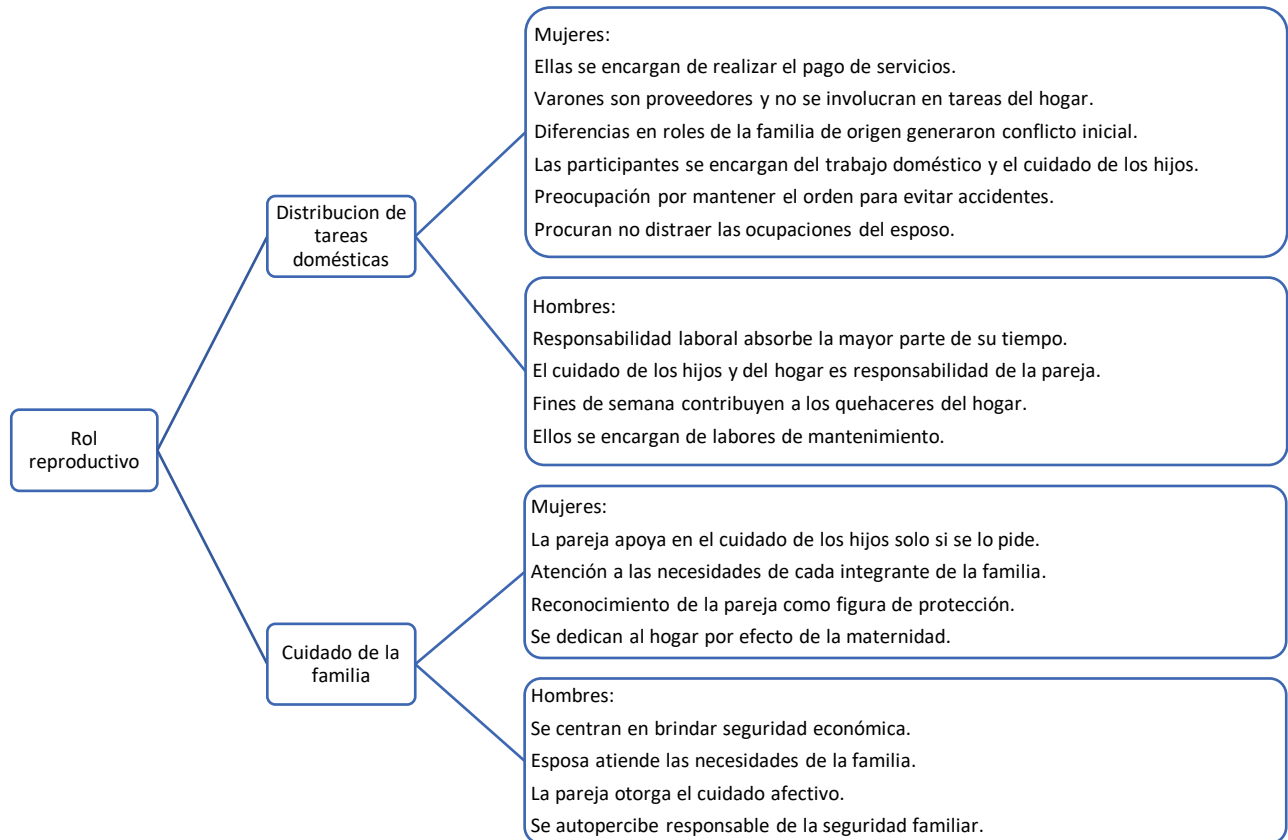 Rol
reproductivo
Distribucion de
tareas
domésticas
Mujeres:
Ellas se encargan de realizar el pago de servicios.
Varones son proveedores y no se involucran en tareas del hogar.
Diferencias en roles de la familia de origen generaron conflicto inicial.
Las participantes se encargan del trabajo doméstico y el cuidado de los hijos.
Preocupación por mantener el orden para evitar accidentes.
Procuran no distraer las ocupaciones del esposo.
Hombres:
Responsabilidad laboral absorbe la mayor parte de su tiempo.
El cuidado de los hijos y del hogar es responsabilidad de la pareja.
Fines de semana contribuyen a los quehaceres del hogar.
Ellos se encargan de labores de mantenimiento.
Cuidado de la
familia
Mujeres:
La pareja apoya en el cuidado de los hijos solo si se lo pide.
Atención a las necesidades de cada integrante de la familia.
Reconocimiento de la pareja como figura de protección.
Se dedican al hogar por efecto de la maternidad.
Hombres:
Se centran en brindar seguridad económica.
Esposa atiende las necesidades de la familia.
La pareja otorga el cuidado afectivo.
Se autopercibe responsable de la seguridad familiar.